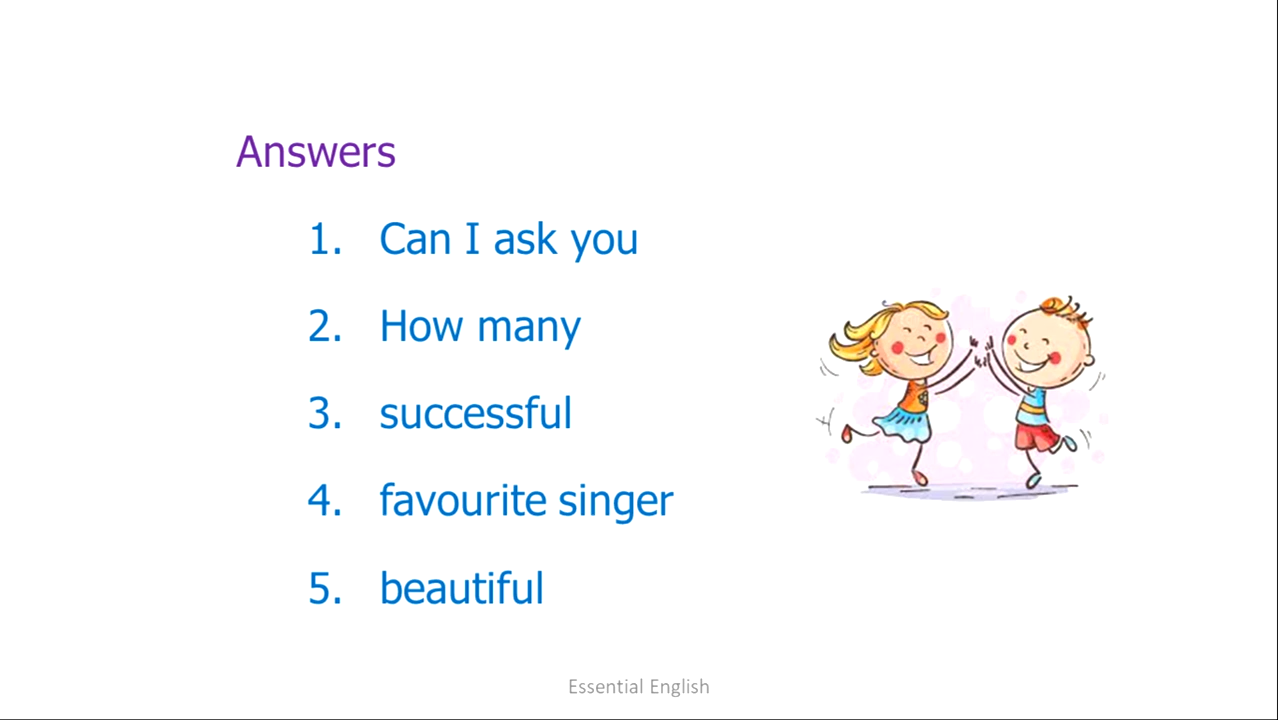 Answers
1. Can I ask you
2. How many
3. successful
4. favourite singer
5. beautiful
Essential English